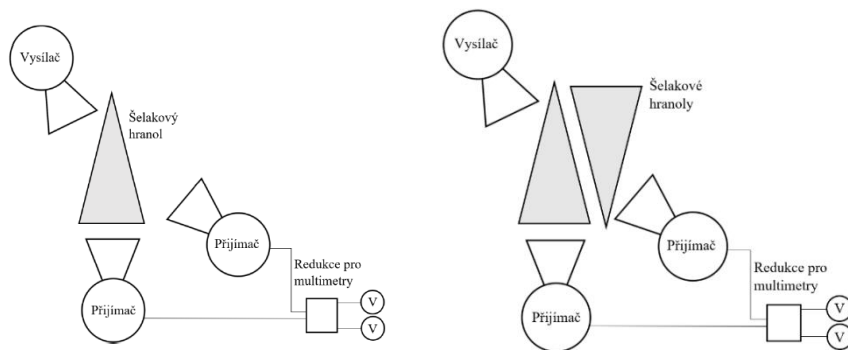 Vysílač
Šelakový
hranol
Přijímač
Redukce pro
multimetry
Přijímač
V
V
Vysílač
Šelakové
hranoly
Přijímač
Redukce pro
multimetry
Přijímač
V
V